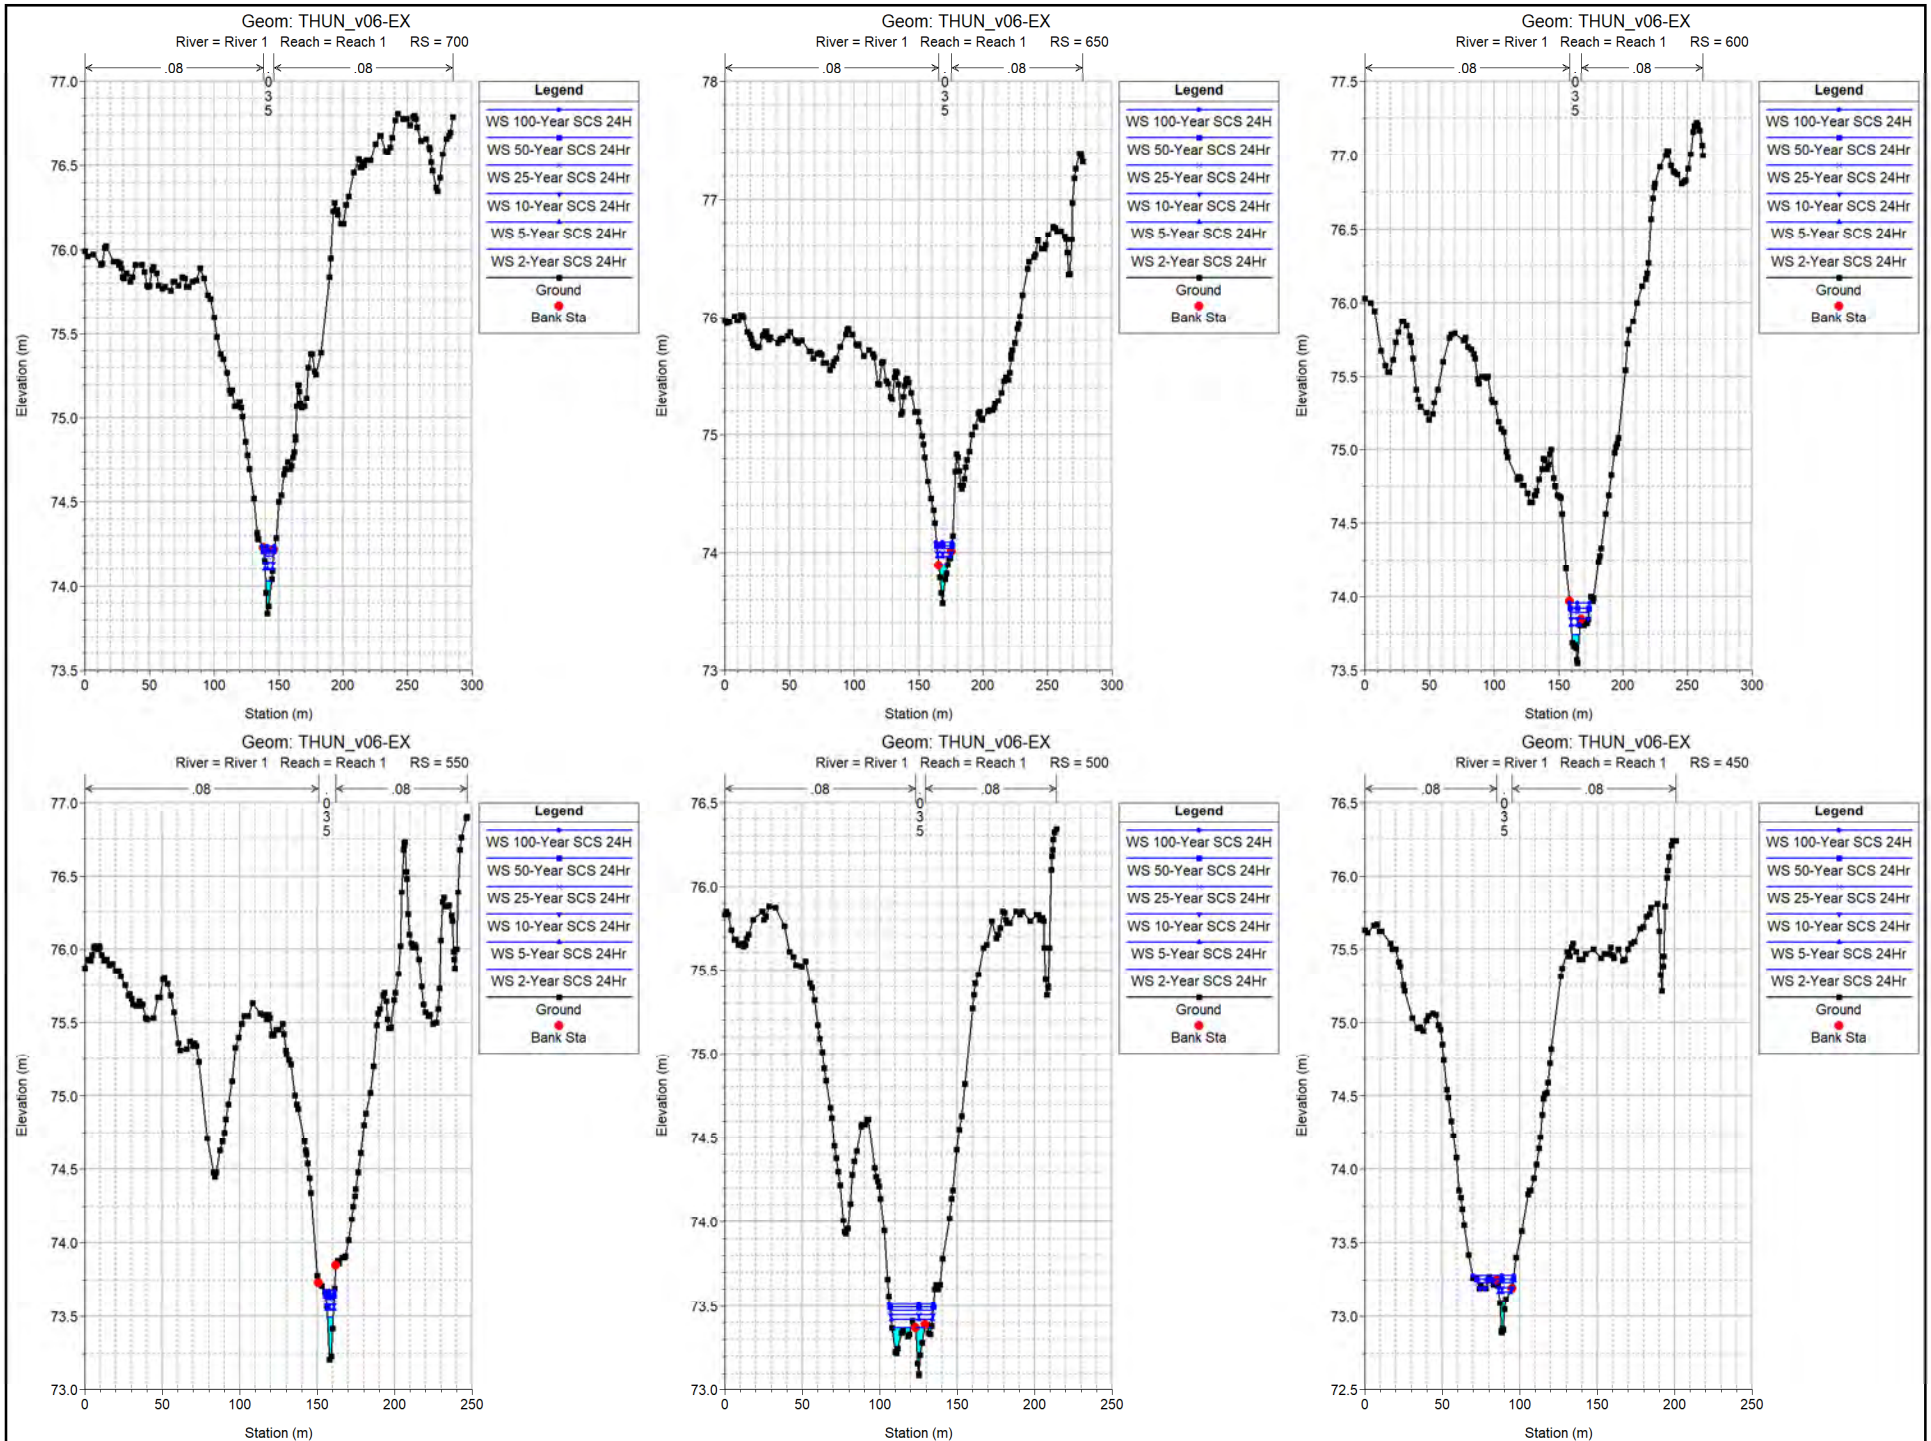 Geom: THUN_v06-EX
River = River 1 Reach = Reach 1 RS = 700
.08
.035
.08
77.0
76.5
76.0
75.5
75.0
74.5
74.0
73.5
Elevation (m)
0 50 100 150 200 250 300
Station (m)
Legend
WS 100-Year SCS 24H
WS 50-Year SCS 24Hr
WS 25-Year SCS 24Hr
WS 10-Year SCS 24Hr
WS 5-Year SCS 24Hr
WS 2-Year SCS 24Hr
Ground
Bank Sta
Geom: THUN_v06-EX
River = River 1 Reach = Reach 1 RS = 650
.08
.035
.08
78
77
76
75
74
73
Elevation (m)
0 50 100 150 200 250 300
Station (m)
Legend
WS 100-Year SCS 24H
WS 50-Year SCS 24Hr
WS 25-Year SCS 24Hr
WS 10-Year SCS 24Hr
WS 5-Year SCS 24Hr
WS 2-Year SCS 24Hr
Ground
Bank Sta
Geom: THUN_v06-EX
River = River 1 Reach = Reach 1 RS = 600
.08
.035
.08
77.5
77.0
76.5
76.0
75.5
75.0
74.5
74.0
73.5
Elevation (m)
0 50 100 150 200 250 300
Station (m)
Legend
WS 100-Year SCS 24H
WS 50-Year SCS 24Hr
WS 25-Year SCS 24Hr
WS 10-Year SCS 24Hr
WS 5-Year SCS 24Hr
WS 2-Year SCS 24Hr
Ground
Bank Sta
Geom: THUN_v06-EX
River = River 1 Reach = Reach 1 RS = 550
.08
.035
.08
77.0
76.5
76.0
75.5
75.0
74.5
74.0
73.5
73.0
Elevation (m)
0 50 100 150 200 250
Station (m)
Legend
WS 100-Year SCS 24H
WS 50-Year SCS 24Hr
WS 25-Year SCS 24Hr
WS 10-Year SCS 24Hr
WS 5-Year SCS 24Hr
WS 2-Year SCS 24Hr
Ground
Bank Sta
Geom: THUN_v06-EX
River = River 1 Reach = Reach 1 RS = 500
.08
.035
.08
76.5
76.0
75.5
75.0
74.5
74.0
73.5
73.0
Elevation (m)
0 50 100 150 200 250
Station (m)
Legend
WS 100-Year SCS 24H
WS 50-Year SCS 24Hr
WS 25-Year SCS 24Hr
WS 10-Year SCS 24Hr
WS 5-Year SCS 24Hr
WS 2-Year SCS 24Hr
Ground
Bank Sta
Geom: THUN_v06-EX
River = River 1 Reach = Reach 1 RS = 450
.08
.035
.08
76.5
76.0
75.5
75.0
74.5
74.0
73.5
73.0
72.5
Elevation (m)
0 50 100 150 200 250
Station (m)
Legend
WS 100-Year SCS 24H
WS 50-Year SCS 24Hr
WS 25-Year SCS 24Hr
WS 10-Year SCS 24Hr
WS 5-Year SCS 24Hr
WS 2-Year SCS 24Hr
Ground
Bank Sta